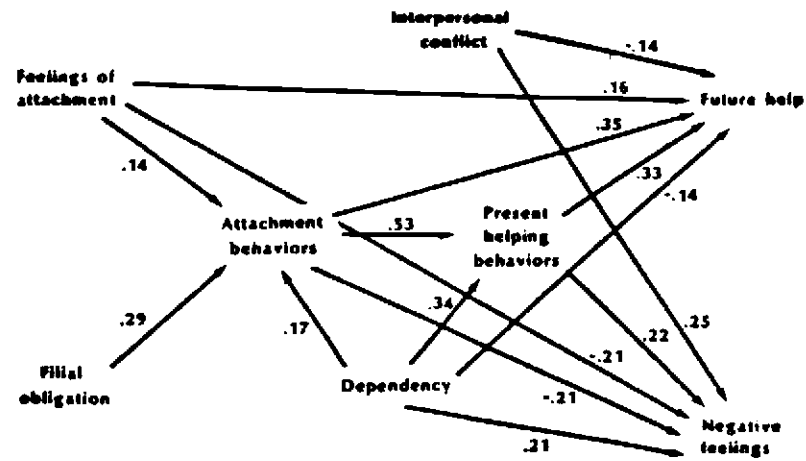 Interpersonal
conflict
-.14
Feelings of
attachment
.16
Future help
.35
.14
.33
-.14
Attachment
behaviors
.53
Present
helping
behaviors
.29
.17
.34
.22
.25
-.21
Filial
obligation
Dependency
-.21
.21
Negative
feelings